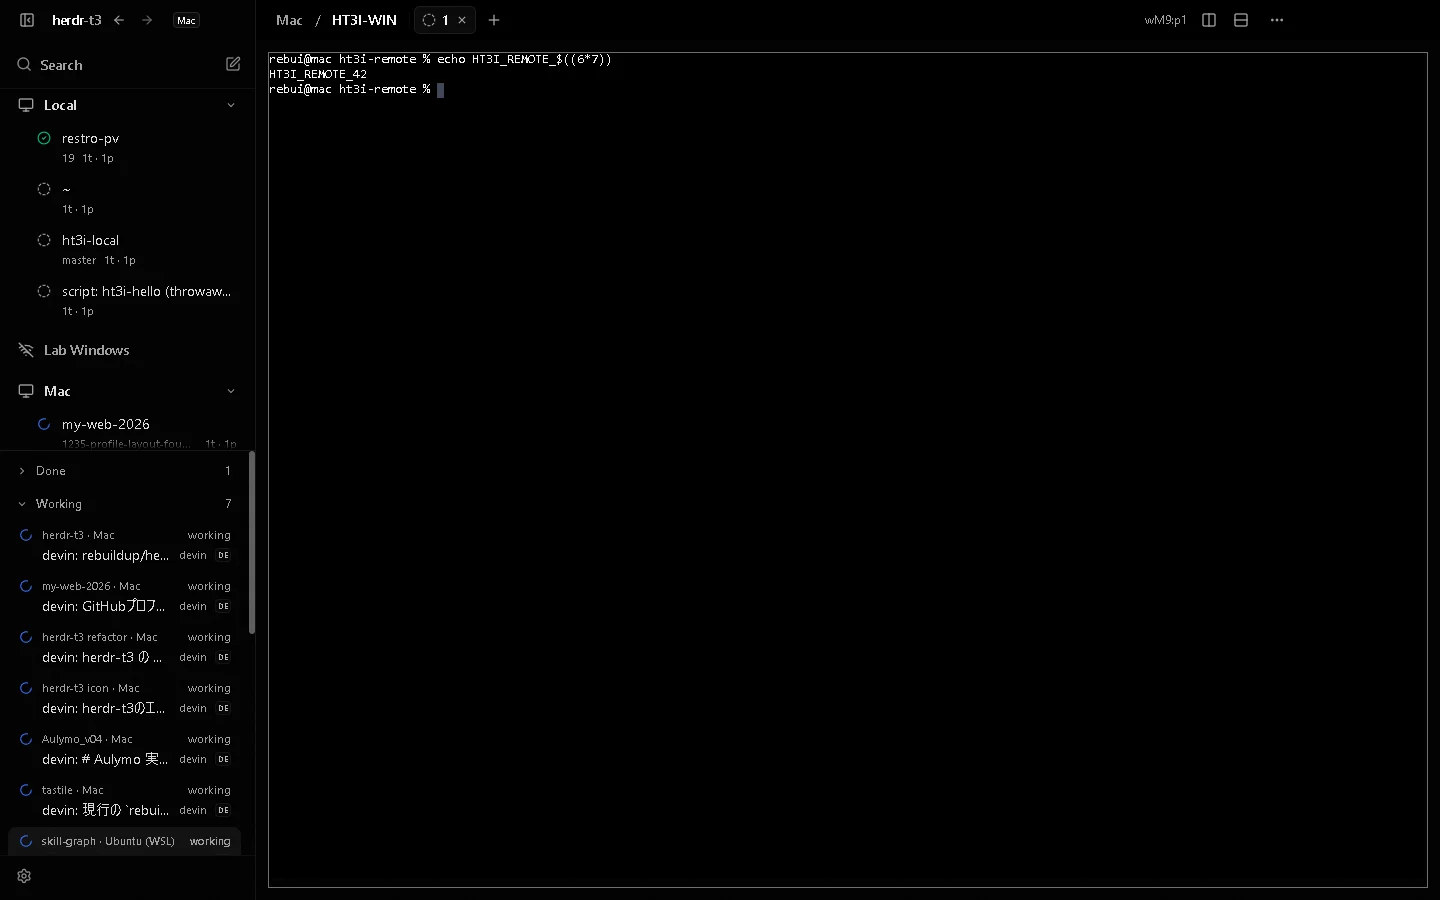 herdr-t3
Mac
Search
Local
restro-pv
19 1t · 1p
~
1t · 1p
ht3i-local
master 1t · 1p
script: ht3i-hello (throwaw...
1t · 1p
Lab Windows
Mac
my-web-2026
1235-profile-layout-fou... 1t · 1p
Done 1
Working 7
herdr-t3 · Mac working
devin: rebuildup/he... devin DE
my-web-2026 · Mac working
devin: GitHubプロフ... devin DE
herdr-t3 refactor · Mac working
devin: herdr-t3 の ... devin DE
herdr-t3 icon · Mac working
devin: herdr-t3のエ... devin DE
Aulymo_v04 · Mac working
devin: # Aulymo 実... devin DE
tastile · Mac working
devin: 現行の `rebui... devin DE
skill-graph · Ubuntu (WSL) working
Mac / HT3I-WIN 1
wM9:p1
rebui@mac ht3i-remote % echo HT3I_REMOTE_$((6*7))
HT3I_REMOTE_42
rebui@mac ht3i-remote %